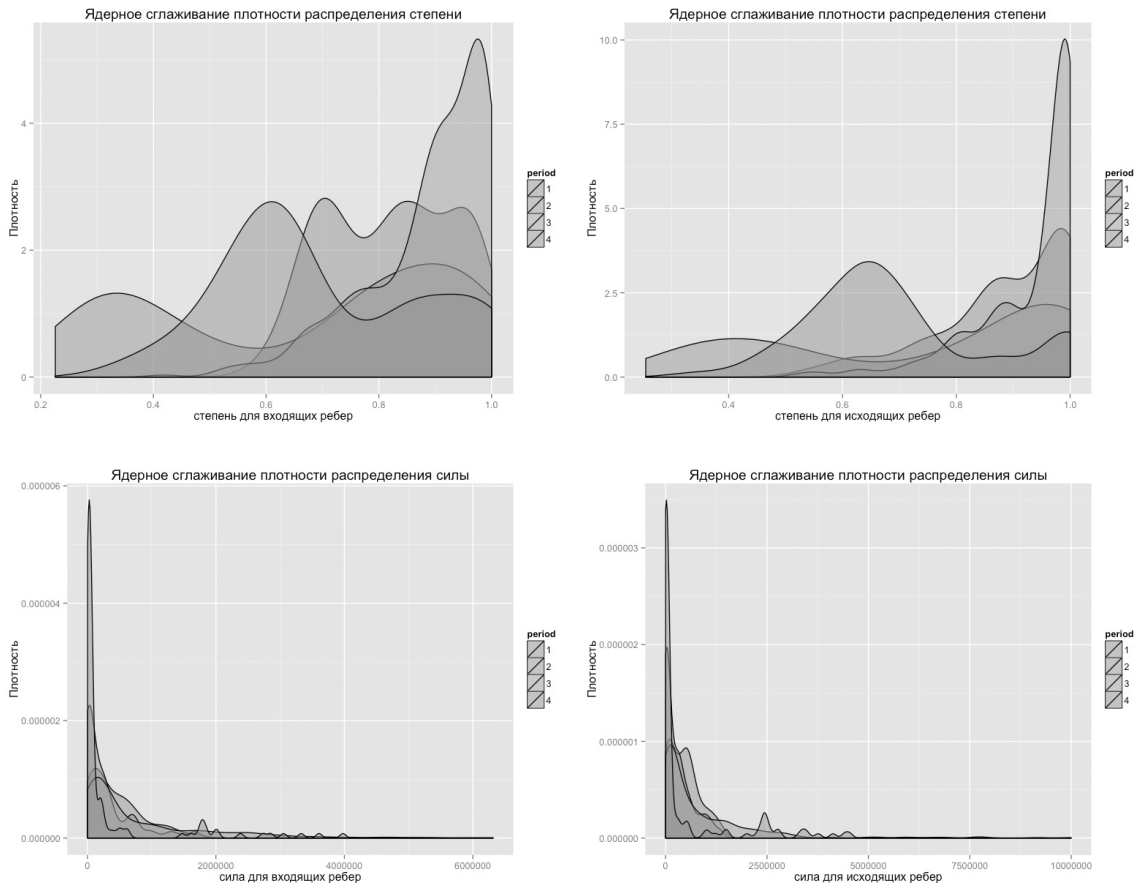 Ядерное сглаживание плотности распределения степени
Плотность
4
2
0
0.2 0.4 0.6 0.8 1.0
степень для входящих ребер
period
1
2
3
4
Ядерное сглаживание плотности распределения степени
Плотность
10.0
7.5
5.0
2.5
0.0
0.4 0.6 0.8 1.0
степень для исходящих ребер
period
1
2
3
4
Ядерное сглаживание плотности распределения силы
Плотность
0.000006
0.000004
0.000002
0.000000
0 2000000 4000000 6000000
сила для входящих ребер
period
1
2
3
4
Ядерное сглаживание плотности распределения силы
Плотность
0.000003
0.000002
0.000001
0.000000
0 2500000 5000000 7500000 10000000
сила для исходящих ребер
period
1
2
3
4